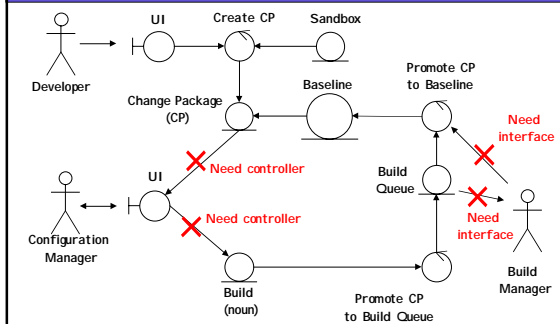 UI
Create CP
Sandbox
Developer
Promote CP
to Baseline
Baseline
Change Package
(CP)
Need
interface
Need controller
UI
Build
Queue
Need controller
Need
interface
Configuration
Manager
Build
Manager
Build
(noun)
Promote CP
to Build Queue